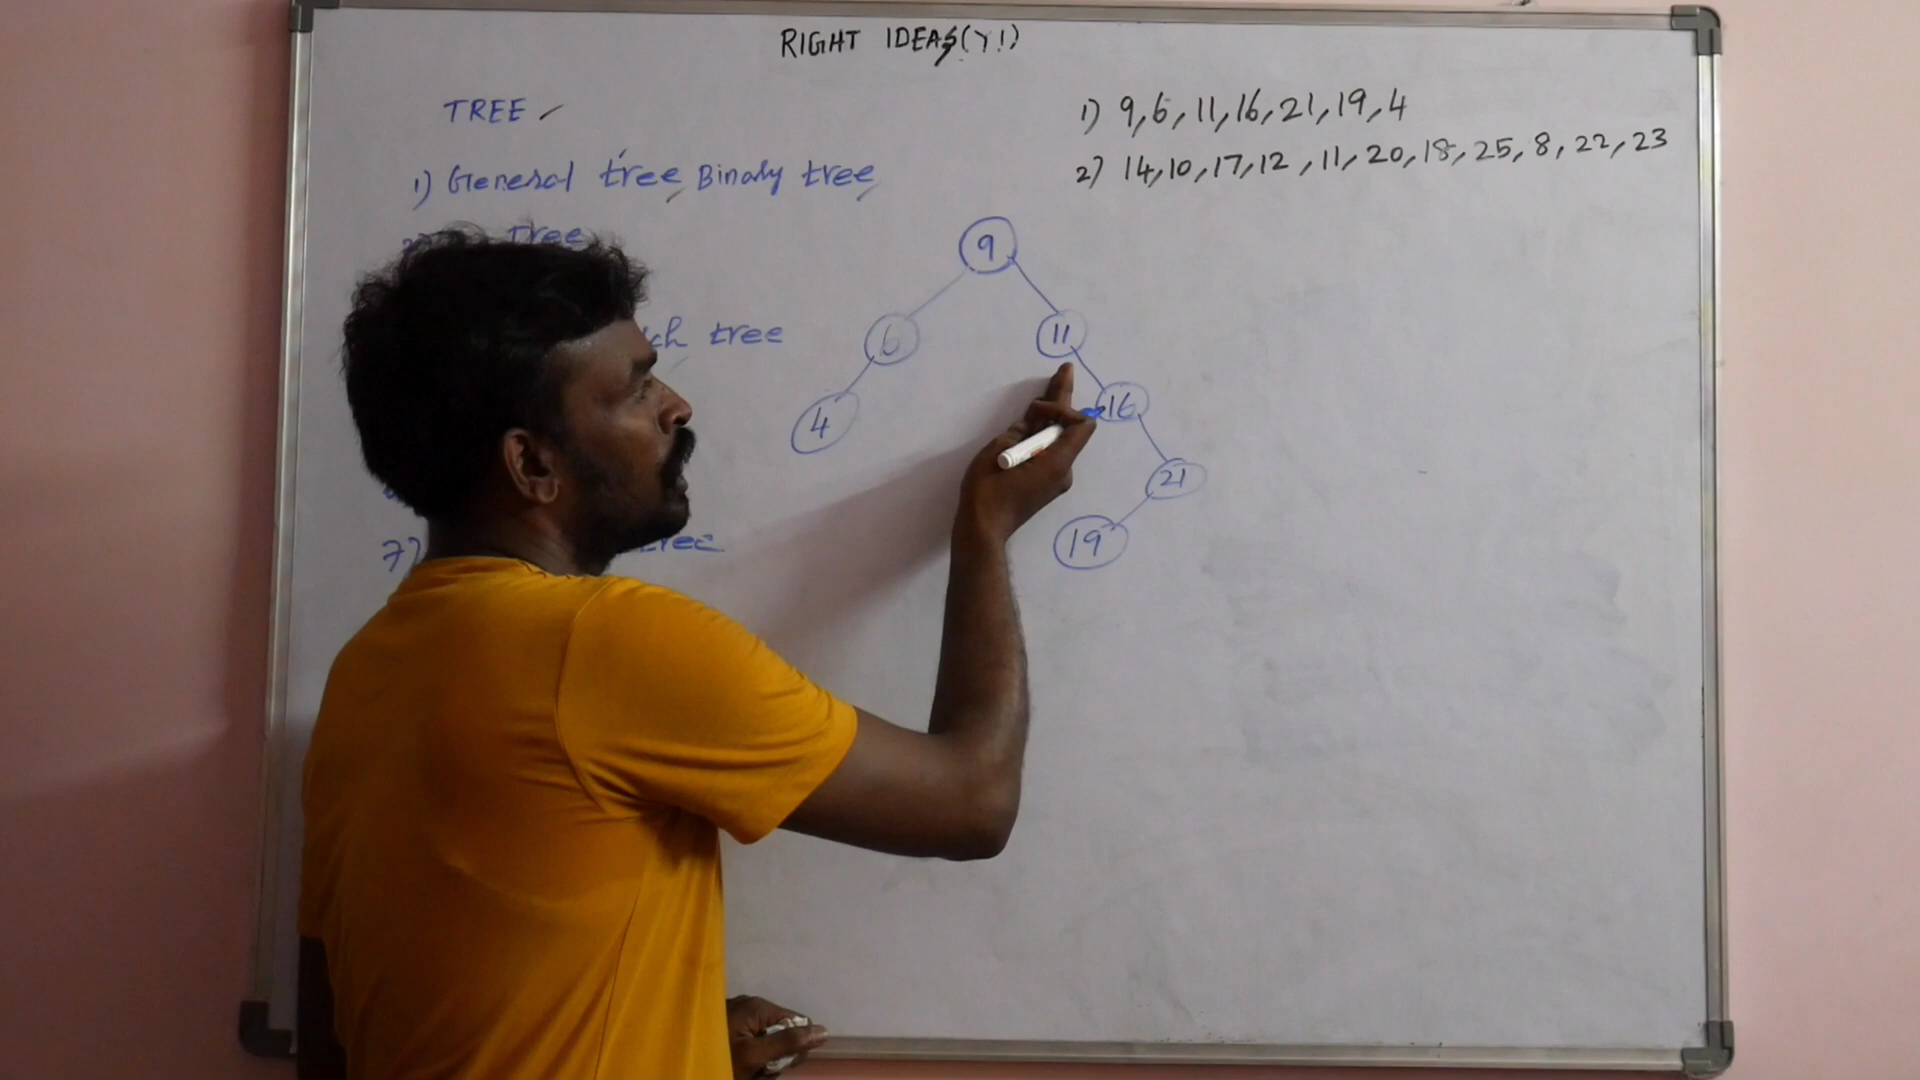 RIGHT IDEAS(Y!)
TREE
1) General tree, Binary tree,
tree
tree
7) tree
1) 9,6,11,16,21,19,4
2) 14,10,17,12,11,20,18,25,8,22,23
9
6 11
4 16
21
19